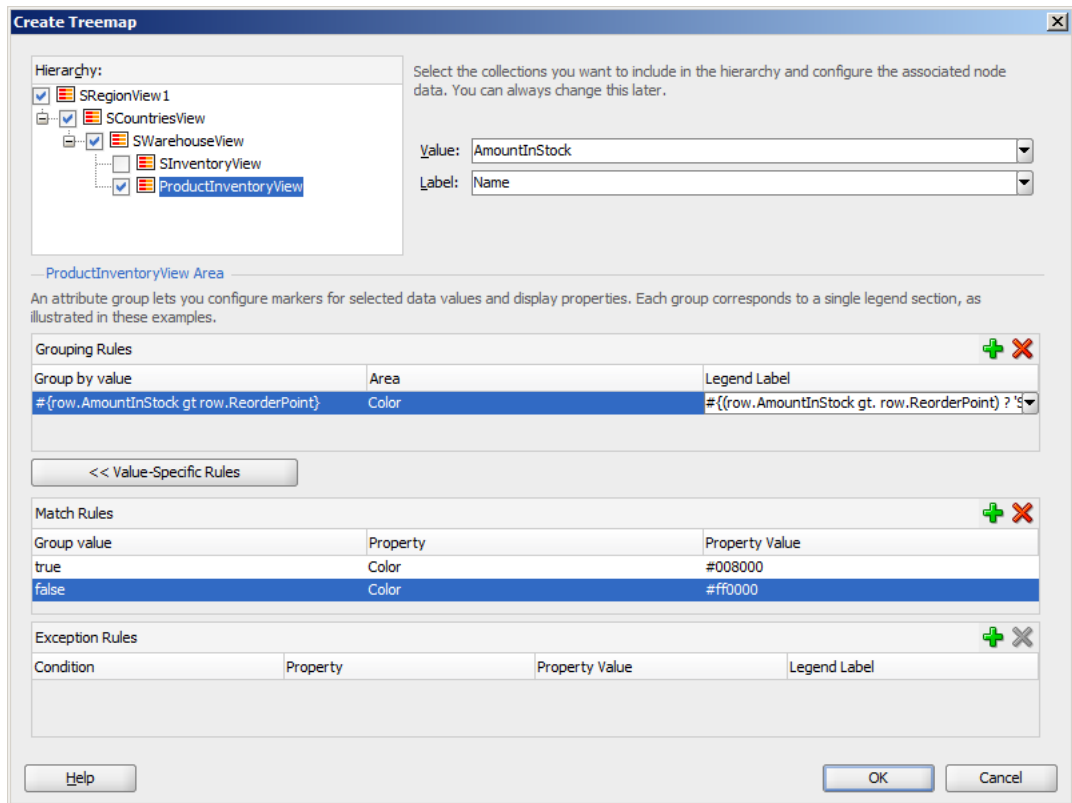 Create Treemap
Hierarchy:
SRegionView1
SCountriesView
SWarehouseView
SInventoryView
ProductInventoryView
Select the collections you want to include in the hierarchy and configure the associated node
data. You can always change this later.
Value: AmountInStock
Label: Name
ProductInventoryView Area
An attribute group lets you configure markers for selected data values and display properties. Each group corresponds to a single legend section, as
illustrated in these examples.
Grouping Rules
Group by value Area Legend Label
#{row.AmountInStock gt row.ReorderPoint} Color #{(row.AmountInStock gt. row.ReorderPoint) ? 'S
<< Value-Specific Rules
Match Rules
Group value Property Property Value
true Color #008000
false Color #ff0000
Exception Rules
Condition Property Property Value Legend Label
Help OK Cancel